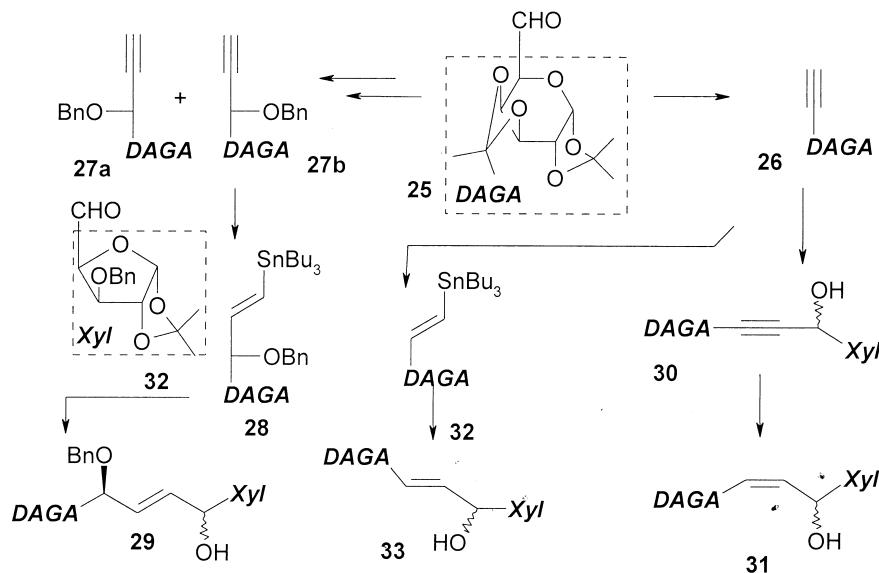 CHO
O
O
O
O
O
25 DAGA
BnO
+
OBn
DAGA
DAGA
27a
27b
26
DAGA
CHO
O
OBn
O
O
Xyl
32
SnBu3
OBn
DAGA
28
SnBu3
DAGA
32
OH
DAGA
Xyl
30
BnO
DAGA
Xyl
OH
29
DAGA
Xyl
HO
33
DAGA
Xyl
OH
31